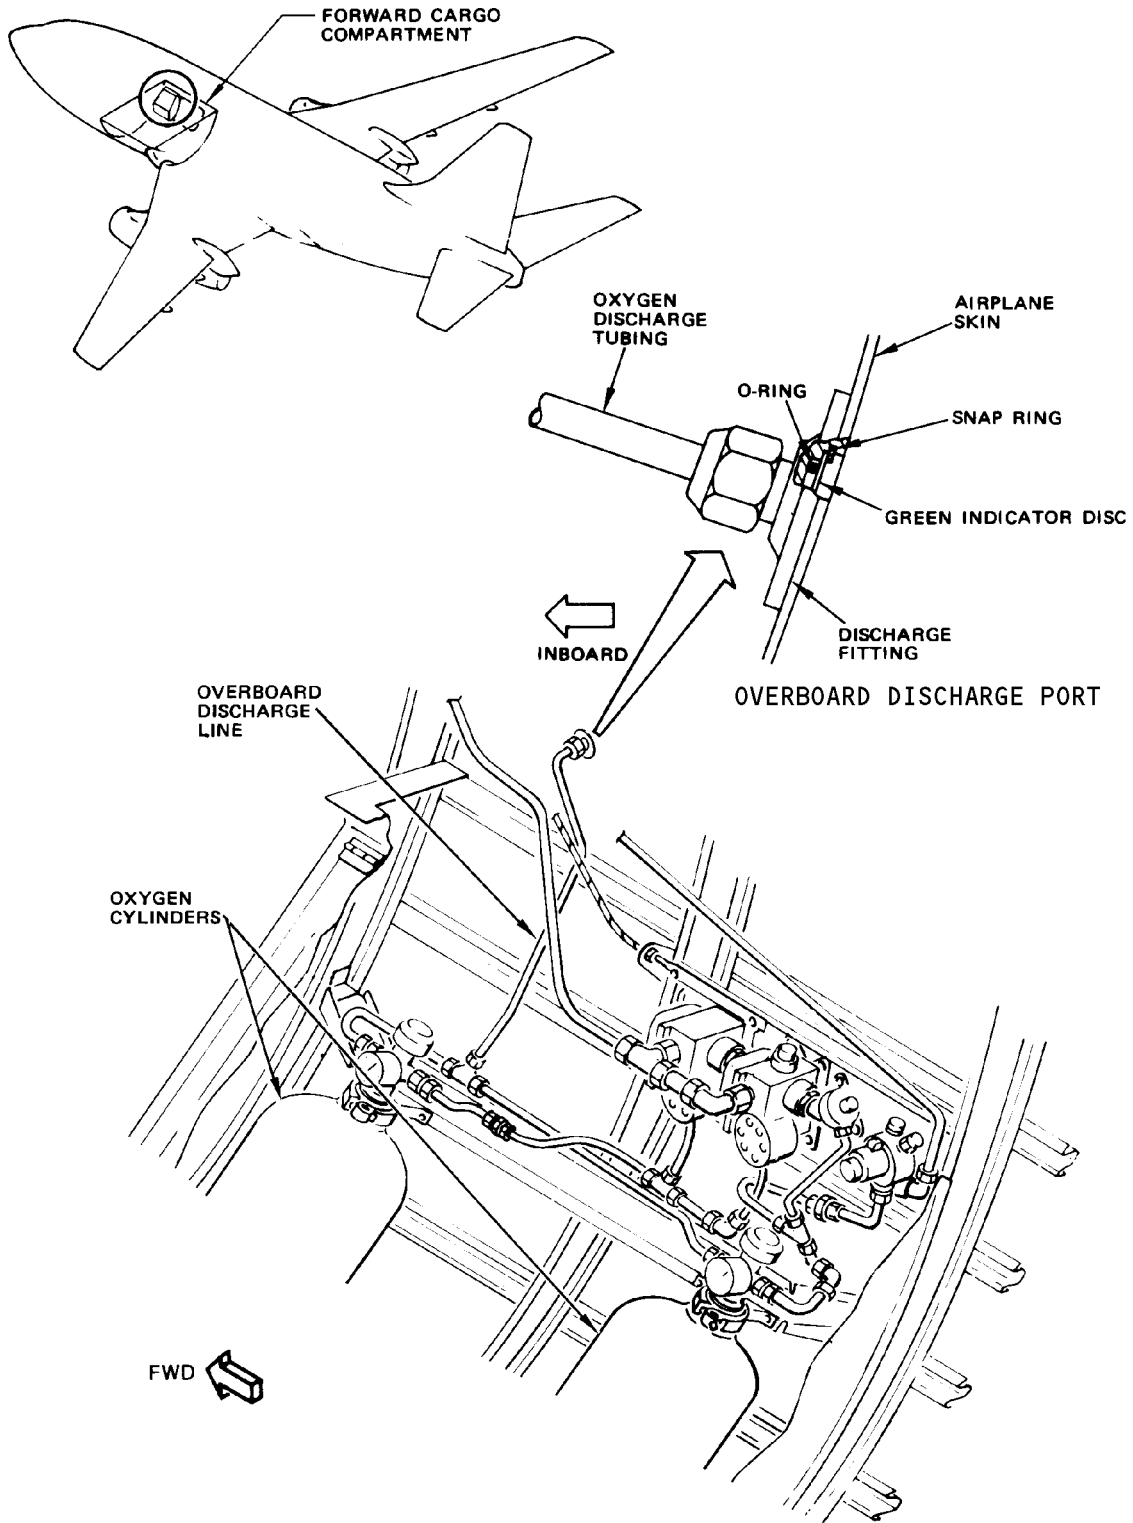 FORWARD CARGO
COMPARTMENT
OXYGEN
DISCHARGE
TUBING
AIRPLANE
SKIN
O-RING
SNAP RING
GREEN INDICATOR DISC
INBOARD
DISCHARGE
FITTING
OVERBOARD DISCHARGE PORT
OVERBOARD
DISCHARGE
LINE
OXYGEN
CYLINDERS
FWD